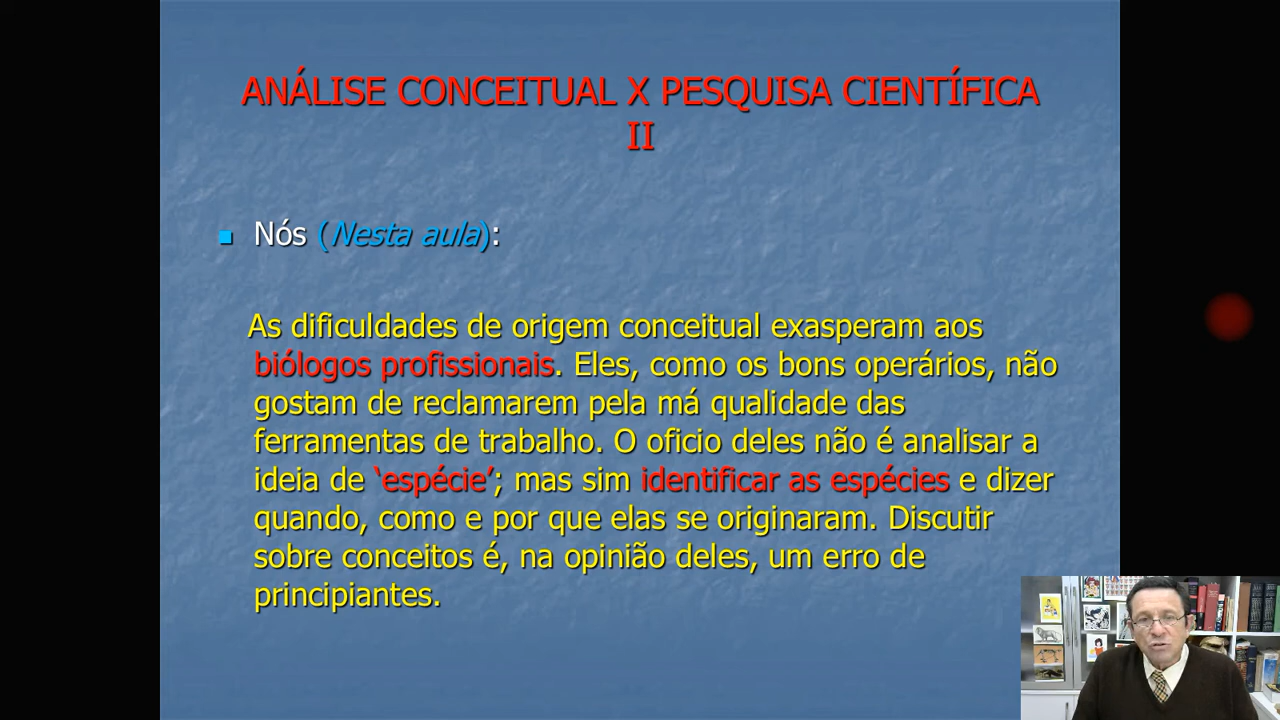 ANÁLISE CONCEITUAL X PESQUISA CIENTÍFICA
II
Nós (Nesta aula):
As dificuldades de origem conceitual exasperam aos
biólogos profissionais. Eles, como os bons operários, não
gostam de reclamarem pela má qualidade das
ferramentas de trabalho. O oficio deles não é analisar a
ideia de ‘espécie’; mas sim identificar as espécies e dizer
quando, como e por que elas se originaram. Discutir
sobre conceitos é, na opinião deles, um erro de
principiantes.